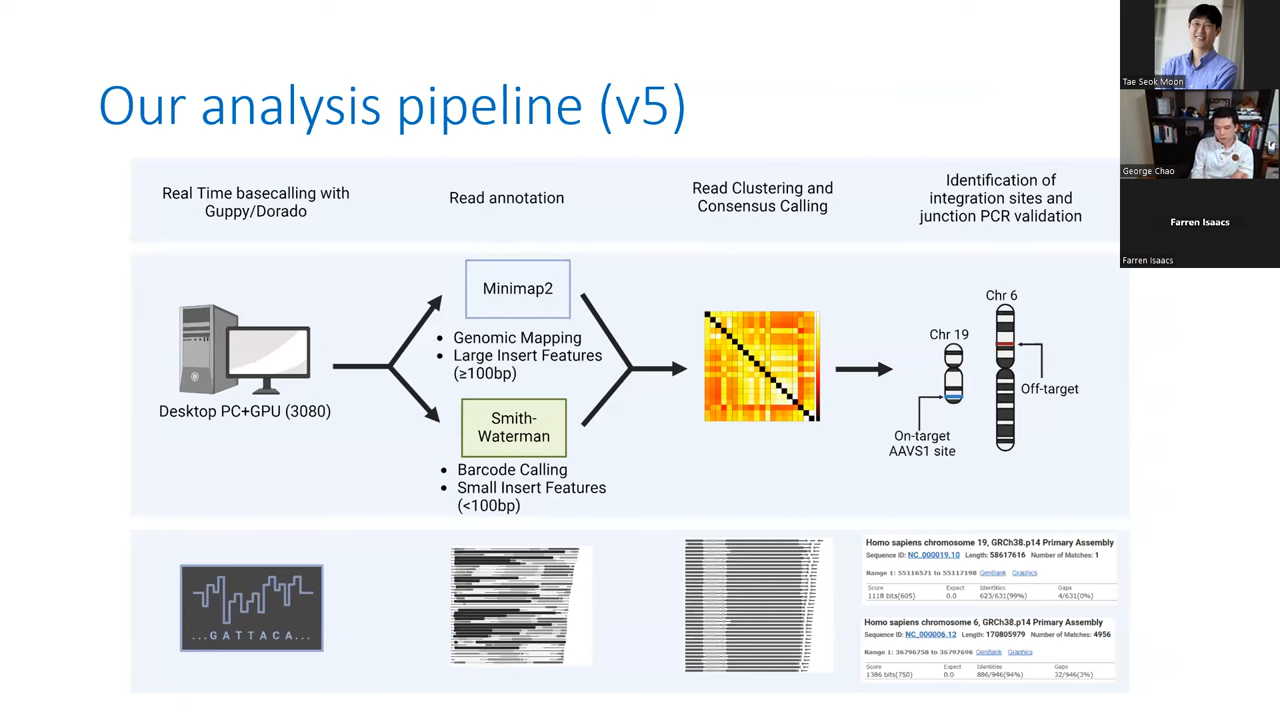 Our analysis pipeline (v5)
Real Time basecalling with
Guppy/Dorado
Read annotation
Read Clustering and
Consensus Calling
Identification of
integration sites and
junction PCR validation
Desktop PC+GPU (3080)
Minimap2
• Genomic Mapping
• Large Insert Features
(≥100bp)
Smith-
Waterman
• Barcode Calling
• Small Insert Features
(<100bp)
Chr 19
Chr 6
Off-target
On-target
AAVS1 site
...GATTACA...
Homo sapiens chromosome 19, GRCh38.p14 Primary Assembly
Sequence ID: NC_000019.10 Length: 58617616 Number of Matches: 1
Range 1: 55116571 to 55117198 GenBank Graphics
Score Expect Identities Gaps
1118 bits(605) 0.0 623/631(99%) 4/631(0%)
Homo sapiens chromosome 6, GRCh38.p14 Primary Assembly
Sequence ID: NC_000006.12 Length: 170805979 Number of Matches: 4956
Range 1: 36796758 to 36797696 GenBank Graphics
Score Expect Identities Gaps
1386 bits(750) 0.0 886/946(94%) 32/946(3%)
Tae Seok Moon
George Chao
Farren Isaacs
Farren Isaacs